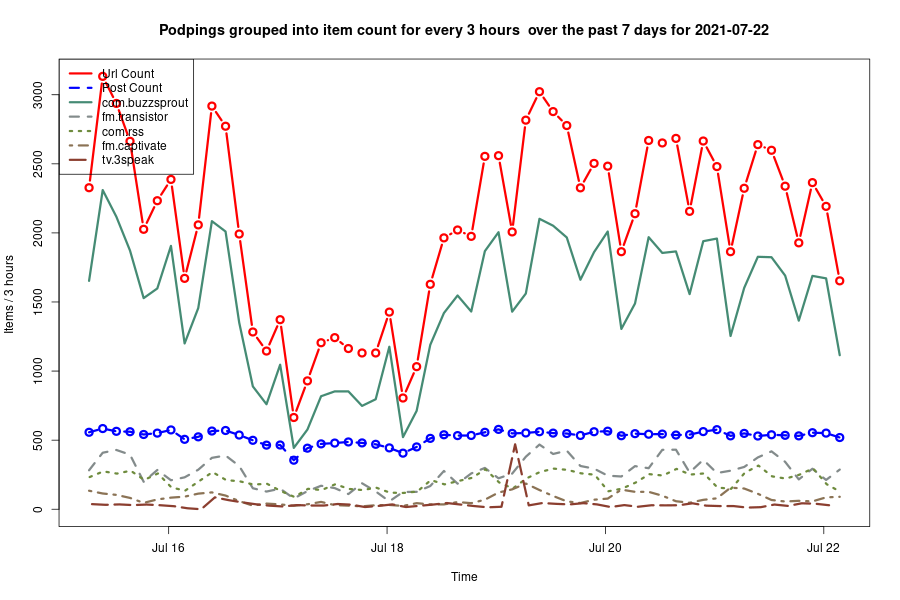 Podpings grouped into item count for every 3 hours over the past 7 days for 2021-07-22
Url Count
Post Count
com.buzzsprout
fm.transistor
com.rss
fm.captivate
tv.3speak
3000
2500
2000
1500
1000
500
0
Items / 3 hours
Jul 16
Jul 18
Jul 20
Jul 22
Time